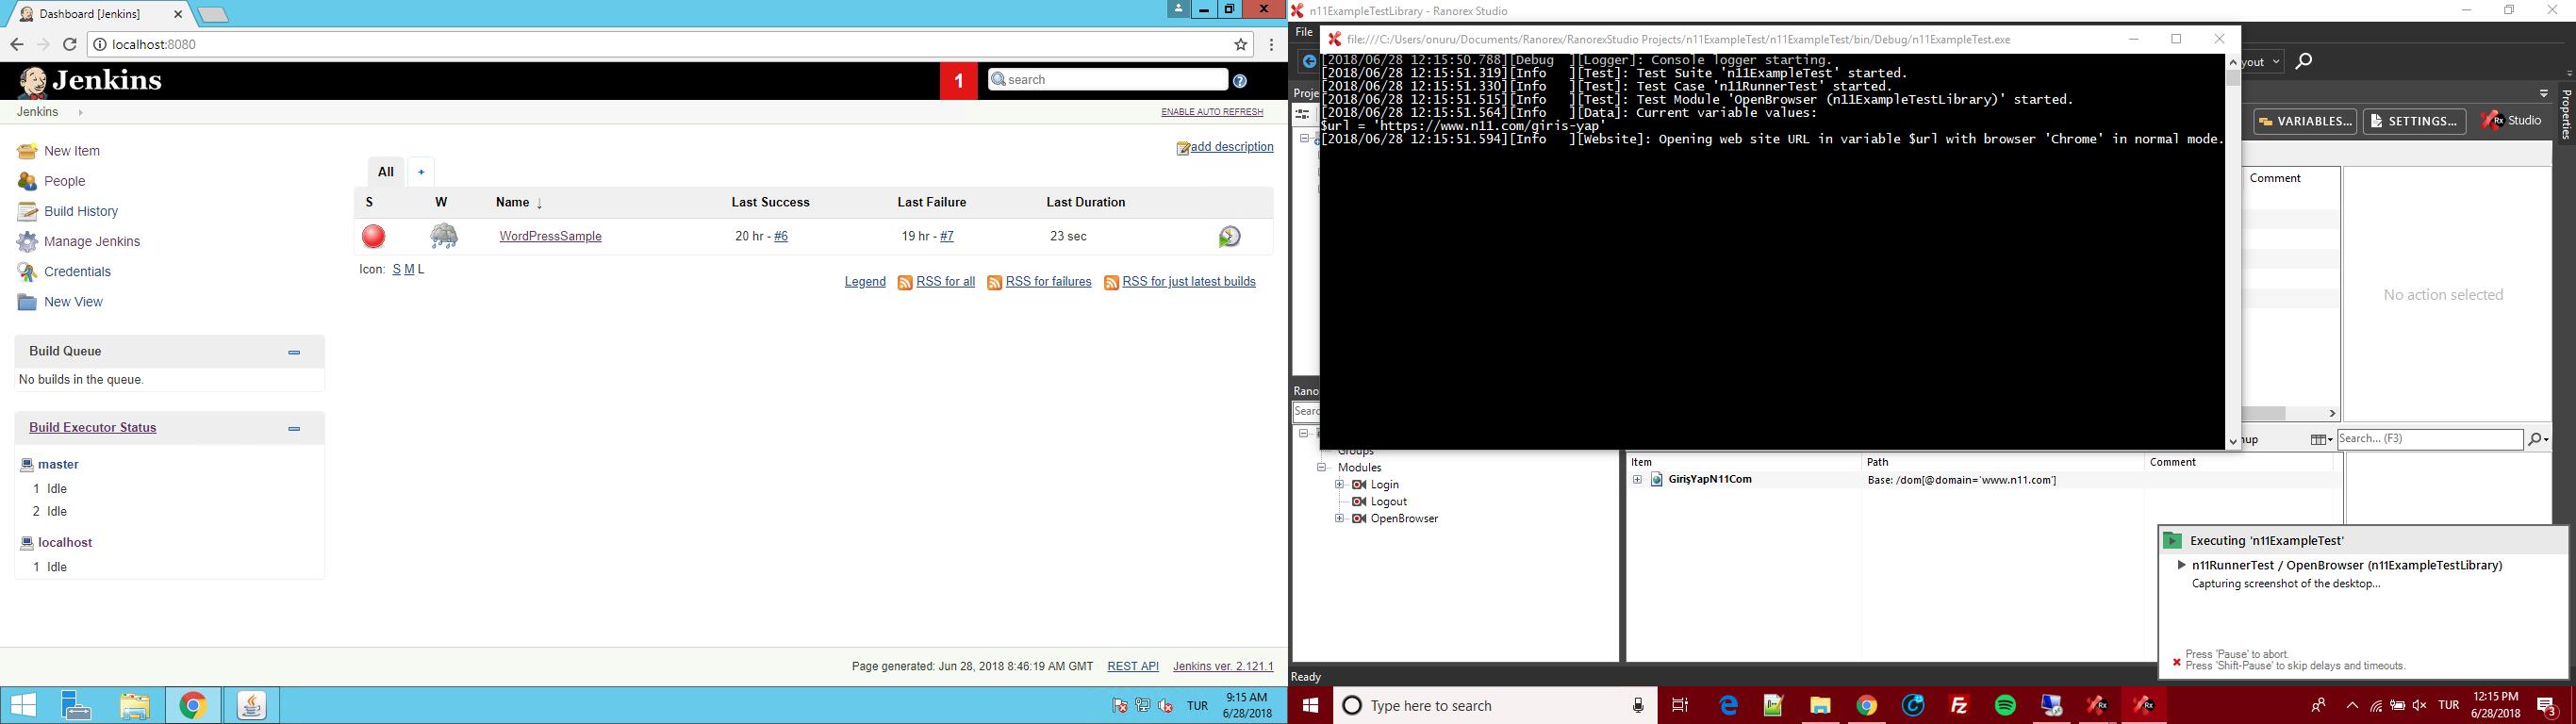 Dashboard [Jenkins]
localhost:8080
Jenkins
1
search
Jenkins
ENABLE AUTO REFRESH
New Item
People
Build History
Manage Jenkins
Credentials
New View
add description
All
+
S W Name ↓ Last Success Last Failure Last Duration
WordPressSample 20 hr - #6 19 hr - #7 23 sec
Icon: S M L
Legend RSS for all RSS for failures RSS for just latest builds
Build Queue
No builds in the queue.
Build Executor Status
master
1 Idle
2 Idle
localhost
1 Idle
Page generated: Jun 28, 2018 8:46:19 AM GMT REST API Jenkins ver. 2.121.1
TUR
9:15 AM
6/28/2018
n11ExampleTestLibrary - Ranorex Studio
File
file:///C:/Users/onuru/Documents/Ranorex/RanorexStudio Projects/n11ExampleTest/n11ExampleTest/bin/Debug/n11ExampleTest.exe
[2018/06/28 12:15:50.788][Debug ][Logger]: Console logger starting.
[2018/06/28 12:15:51.319][Info ][Test]: Test Suite 'n11ExampleTest' started.
[2018/06/28 12:15:51.330][Info ][Test]: Test Case 'n11RunnerTest' started.
[2018/06/28 12:15:51.515][Info ][Test]: Test Module 'OpenBrowser (n11ExampleTestLibrary)' started.
[2018/06/28 12:15:51.564][Info ][Data]: Current variable values:
$url = 'https://www.n11.com/giris-yap'
[2018/06/28 12:15:51.594][Info ][Website]: Opening web site URL in variable $url with browser 'Chrome' in normal mode.
yout
Proje
Properties
VARIABLES...
SETTINGS...
Rx Studio
Comment
No action selected
Rano
Searc
nup
Search... (F3)
Groups
Modules
Login
Logout
OpenBrowser
Item Path Comment
GirişYapN11Com Base: /dom[@domain='www.n11.com']
Executing 'n11ExampleTest'
n11RunnerTest / OpenBrowser (n11ExampleTestLibrary)
Capturing screenshot of the desktop...
Press 'Pause' to abort.
Press 'Shift-Pause' to skip delays and timeouts.
Ready
Type here to search
TUR
12:15 PM
6/28/2018
3